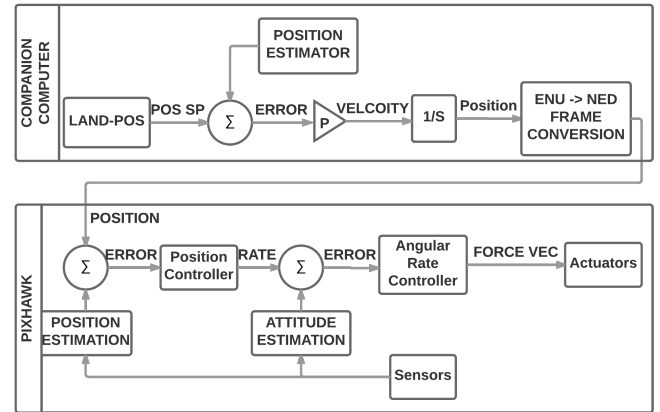 COMPANION
COMPUTER
POSITION
ESTIMATOR
LAND-POS
POS SP
Σ
ERROR
P
VELCOITY
1/S
Position
ENU -> NED
FRAME
CONVERSION
PIXHAWK
POSITION
Σ
ERROR
Position
Controller
RATE
Σ
ERROR
Angular
Rate
Controller
FORCE VEC
Actuators
POSITION
ESTIMATION
ATTITUDE
ESTIMATION
Sensors